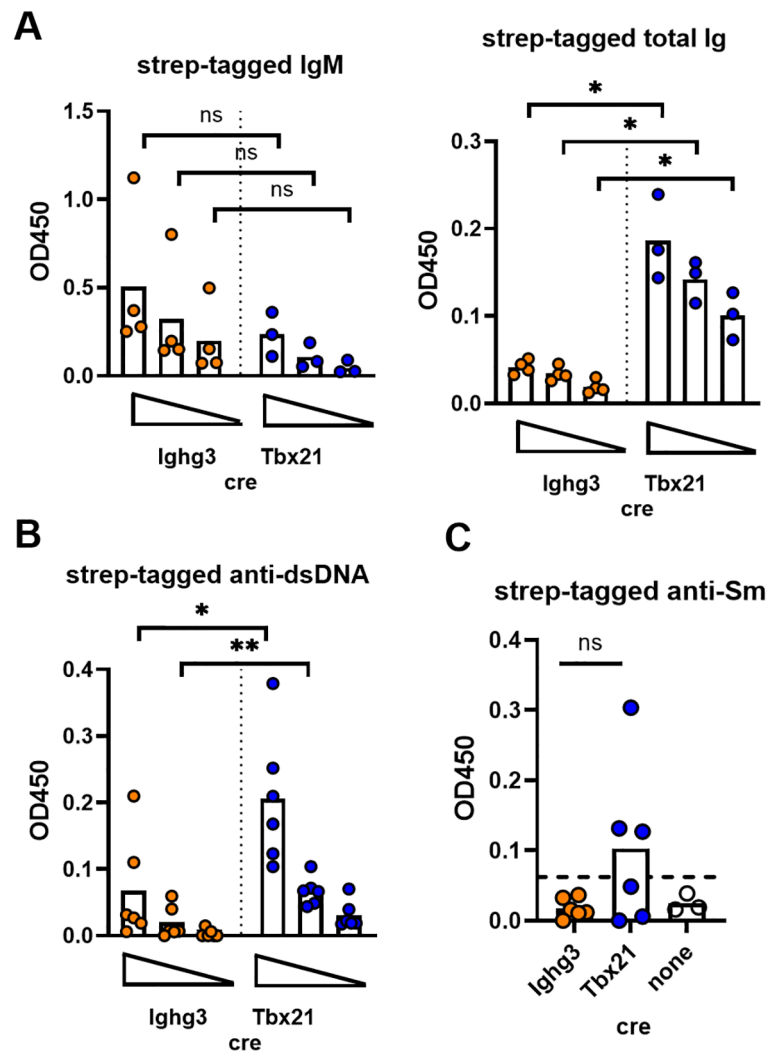 A
strep-tagged IgM
OD450
1.5
1.0
0.5
0.0
ns
ns
ns
Ighg3 Tbx21
cre
strep-tagged total Ig
OD450
0.3
0.2
0.1
0.0
*
*
*
Ighg3 Tbx21
cre
B
strep-tagged anti-dsDNA
OD450
0.4
0.3
0.2
0.1
0.0
*
**
Ighg3 Tbx21
cre
C
strep-tagged anti-Sm
OD450
0.4
0.3
0.2
0.1
0.0
ns
Ighg3
Tbx21
none
cre